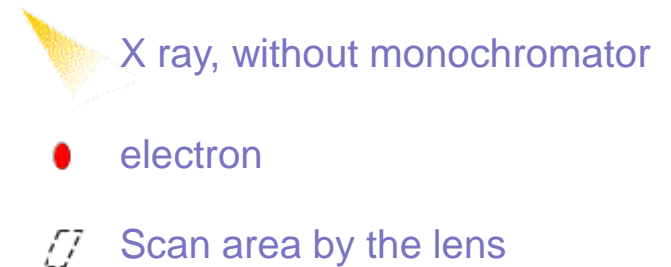 X ray, without monochromator
electron
Scan area by the lens